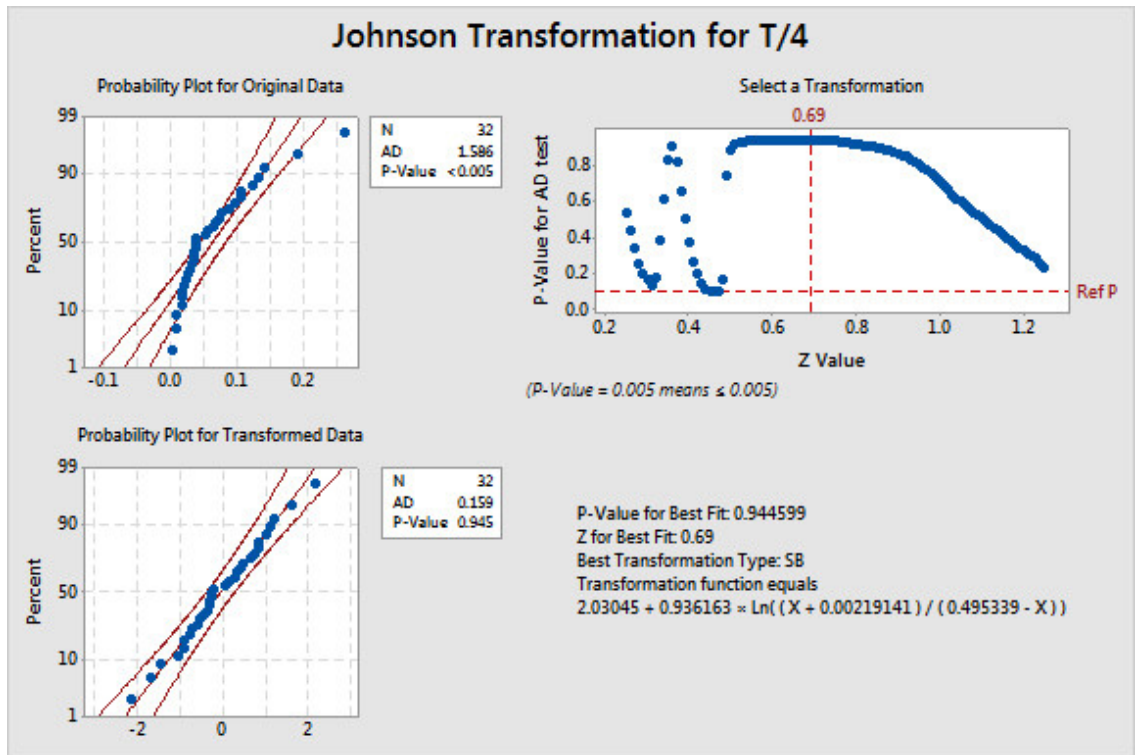 Johnson Transformation for T/4
Probability Plot for Original Data
99
90
50
10
1
Percent
-0.1 0.0 0.1 0.2
N 32
AD 1.586
P-Value <0.005
Select a Transformation
0.69
0.8
0.6
0.4
0.2
0.0
P-Value for AD test
Ref P
0.2 0.4 0.6 0.8 1.0 1.2
Z Value
(P-Value = 0.005 means ≤ 0.005)
Probability Plot for Transformed Data
99
90
50
10
1
Percent
-2 0 2
N 32
AD 0.159
P-Value 0.945
P-Value for Best Fit: 0.944599
Z for Best Fit: 0.69
Best Transformation Type: SB
Transformation function equals
2.03045 + 0.936163 × Ln( ( X + 0.00219141 ) / ( 0.495339 - X ) )